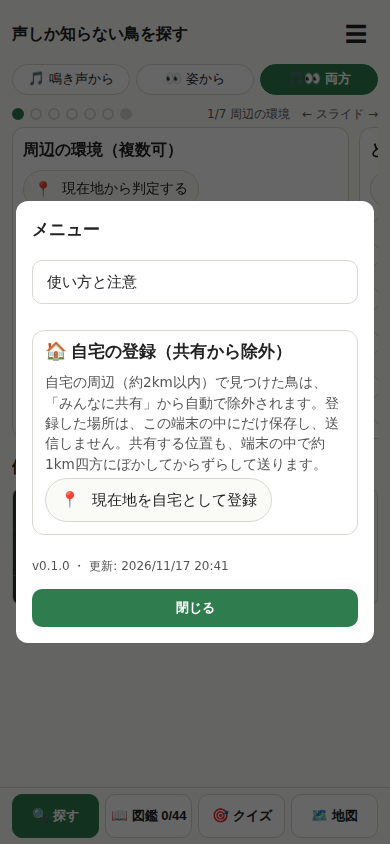 声しか知らない鳥を探す
鳴き声から
姿から
両方
1/7 周辺の環境 ← スライド →
周辺の環境（複数可）
現在地から判定する
メニュー
使い方と注意
自宅の登録（共有から除外）
自宅の周辺（約2km以内）で見つけた鳥は、
「みんなに共有」から自動で除外されます。登
録した場所は、この端末の中にだけ保存し、送
信しません。共有する位置も、端末の中で約
1km四方にぼかしてからずらして送ります。
現在地を自宅として登録
v0.1.0 ・ 更新: 2026/11/17 20:41
閉じる
探す
図鑑 0/44
クイズ
地図